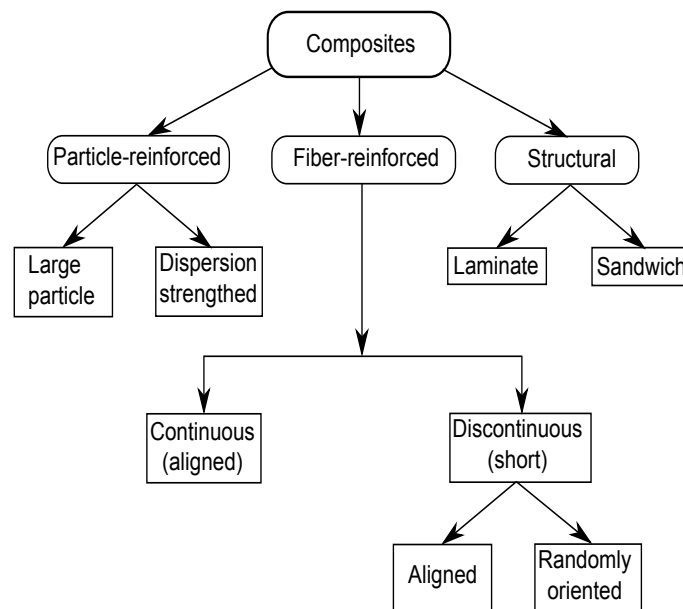 Composites
Particle-reinforced
Fiber-reinforced
Structural
Large
particle
Dispersion
strengthed
Laminate
Sandwich
Continuous
(aligned)
Discontinuous
(short)
Aligned
Randomly
oriented